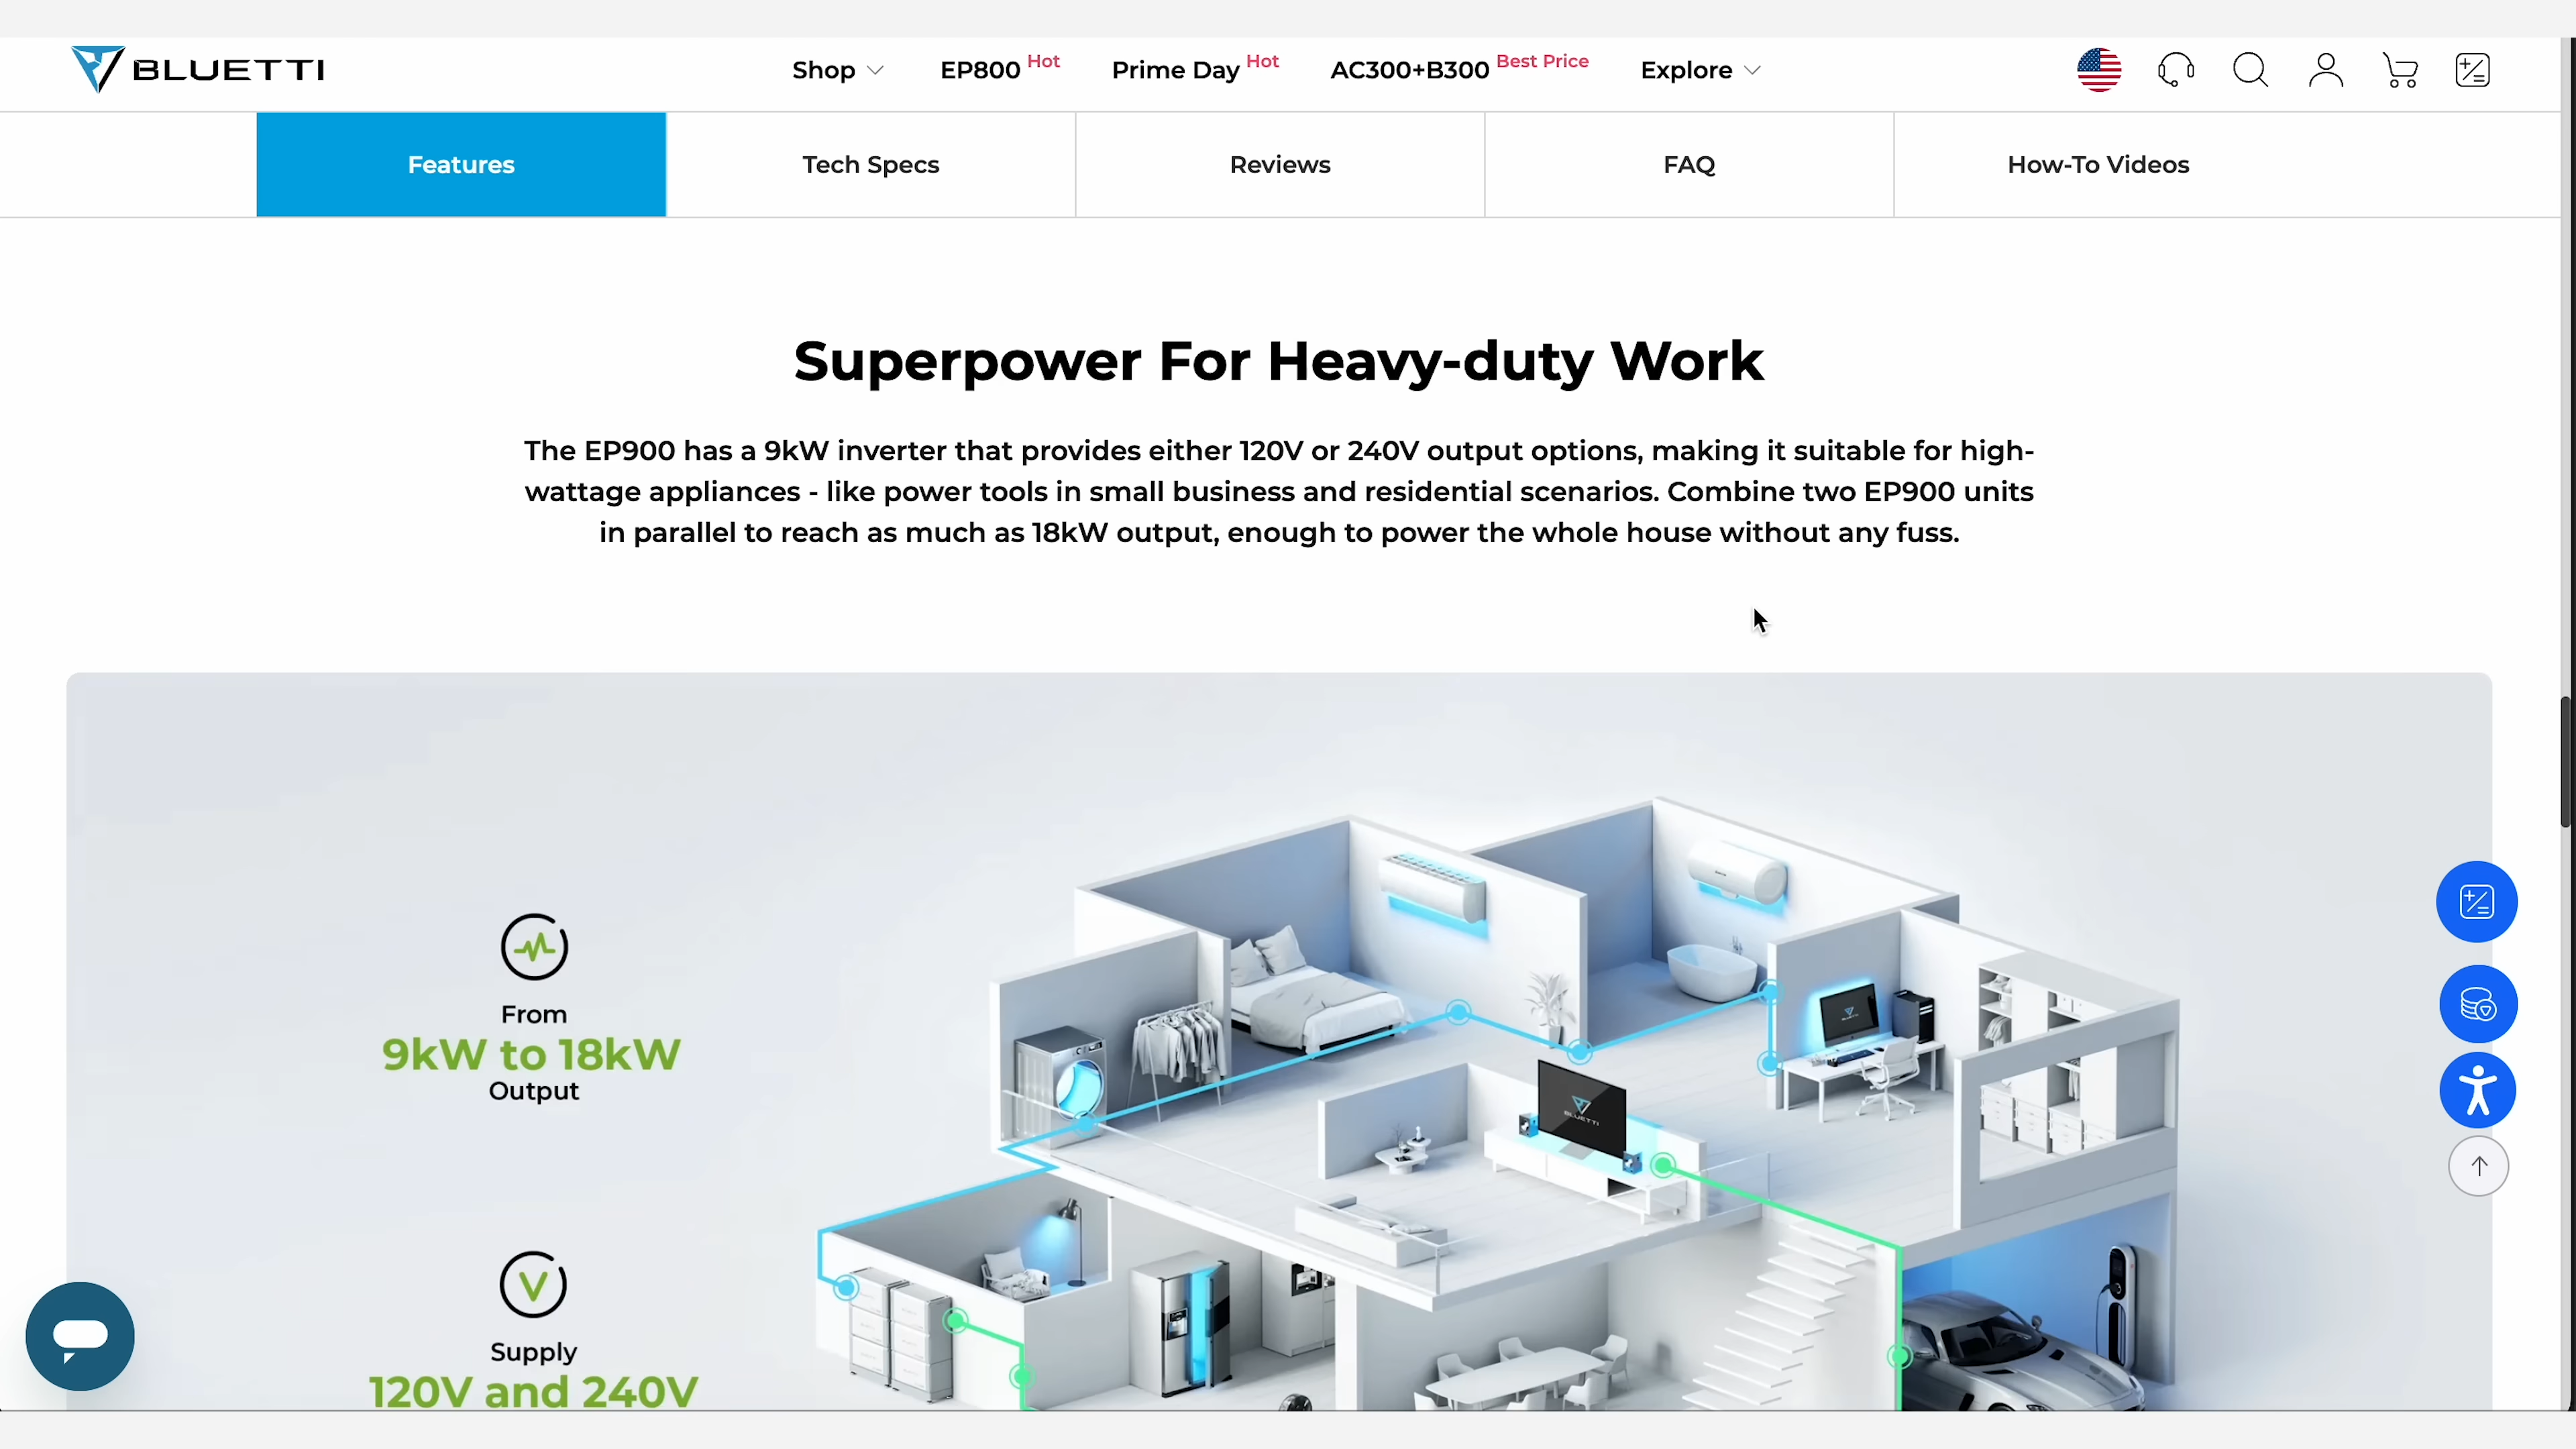 BLUETTI
Shop
EP800 Hot
Prime Day Hot
AC300+B300 Best Price
Explore
Features
Tech Specs
Reviews
FAQ
How-To Videos
Superpower For Heavy-duty Work
The EP900 has a 9kW inverter that provides either 120V or 240V output options, making it suitable for high-
wattage appliances - like power tools in small business and residential scenarios. Combine two EP900 units
in parallel to reach as much as 18kW output, enough to power the whole house without any fuss.
From
9kW to 18kW
Output
BLUETTI
V
Supply
120V and 240V